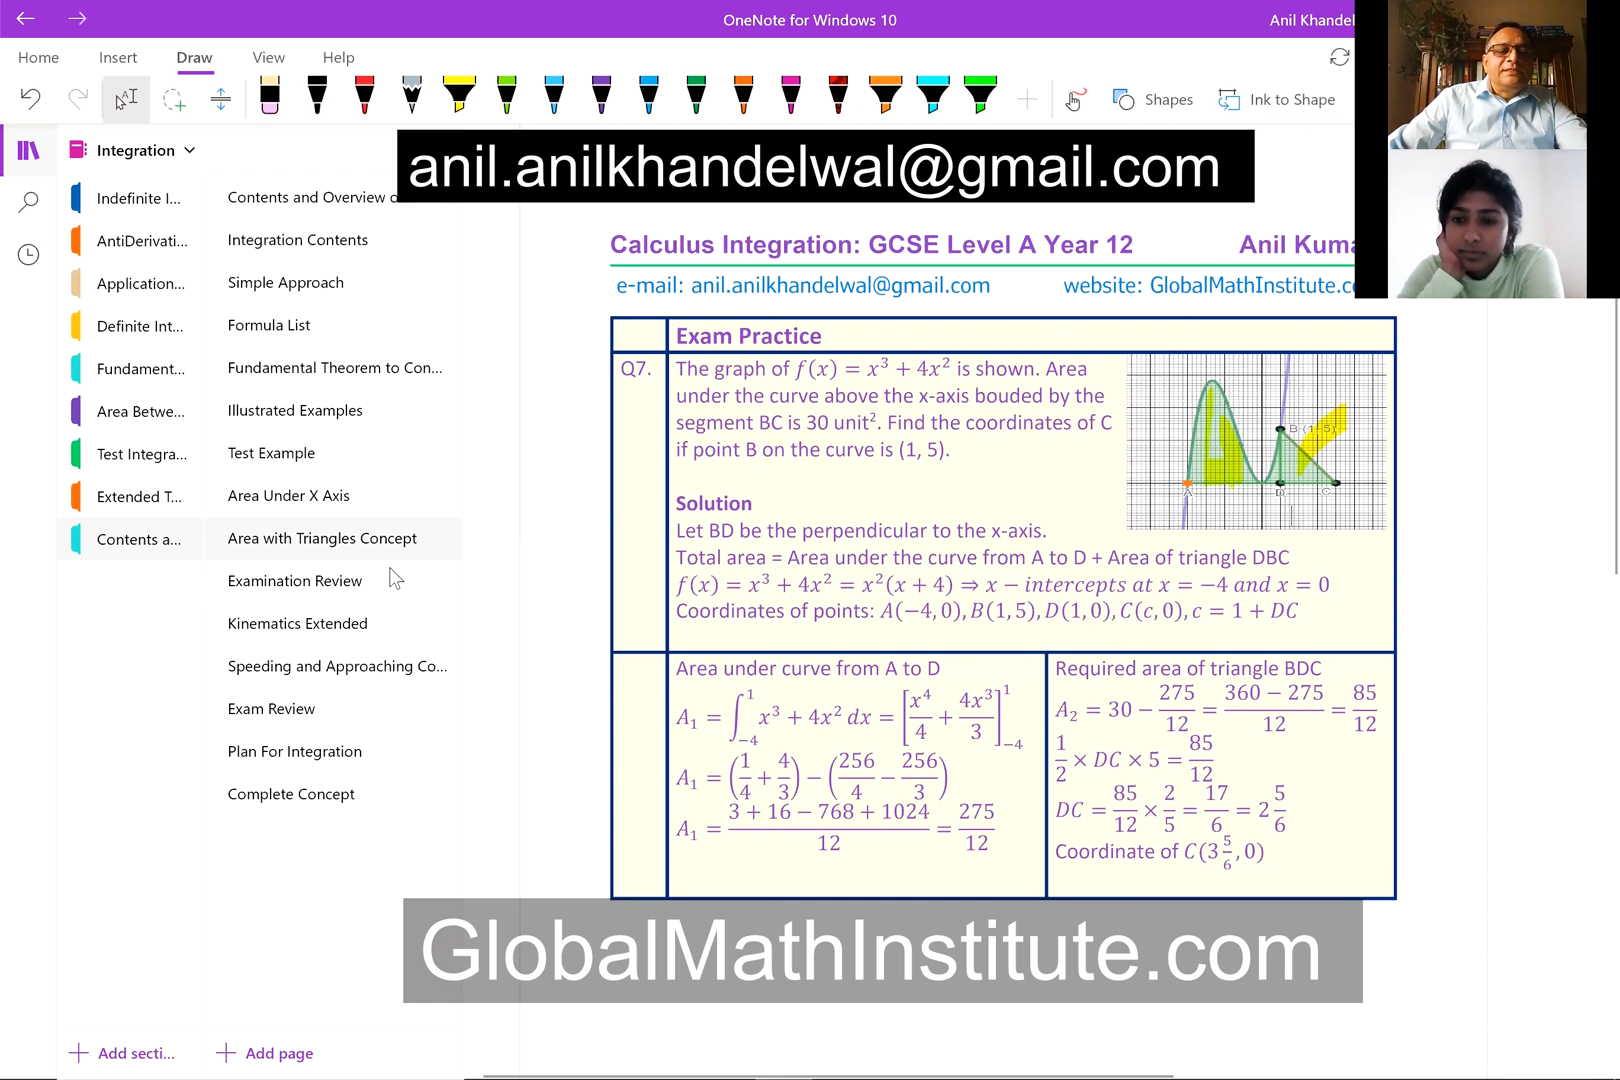 OneNote for Windows 10
Anil Khandel
Home Insert Draw View Help
Shapes Ink to Shape
Integration
anil.anilkhandelwal@gmail.com
Indefinite I...
AntiDerivati...
Application...
Definite Int...
Fundament...
Area Betwe...
Test Integra...
Extended T...
Contents a...
Contents and Overview o
Integration Contents
Simple Approach
Formula List
Fundamental Theorem to Con...
Illustrated Examples
Test Example
Area Under X Axis
Area with Triangles Concept
Examination Review
Kinematics Extended
Speeding and Approaching Co...
Exam Review
Plan For Integration
Complete Concept
Add secti...
Add page
Calculus Integration: GCSE Level A Year 12 Anil Kuma
e-mail: anil.anilkhandelwal@gmail.com website: GlobalMathInstitute.c
Exam Practice
Q7. The graph of f(x) = x³ + 4x² is shown. Area
under the curve above the x-axis bouded by the
segment BC is 30 unit². Find the coordinates of C
if point B on the curve is (1, 5).
B (1, 5)
A D C
Solution
Let BD be the perpendicular to the x-axis.
Total area = Area under the curve from A to D + Area of triangle DBC
f(x) = x³ + 4x² = x²(x + 4) ⇒ x − intercepts at x = −4 and x = 0
Coordinates of points: A(−4, 0), B(1, 5), D(1, 0), C(c, 0), c = 1 + DC
Area under curve from A to D
A₁ = ∫₋₄¹ x³ + 4x² dx = [x⁴/4 + 4x³/3]₋₄¹
A₁ = (1/4 + 4/3) − (256/4 − 256/3)
A₁ = (3 + 16 − 768 + 1024)/12 = 275/12
Required area of triangle BDC
A₂ = 30 − 275/12 = (360 − 275)/12 = 85/12
1/2 × DC × 5 = 85/12
DC = 85/12 × 2/5 = 17/6 = 2 5/6
Coordinate of C(3 5/6, 0)
GlobalMathInstitute.com